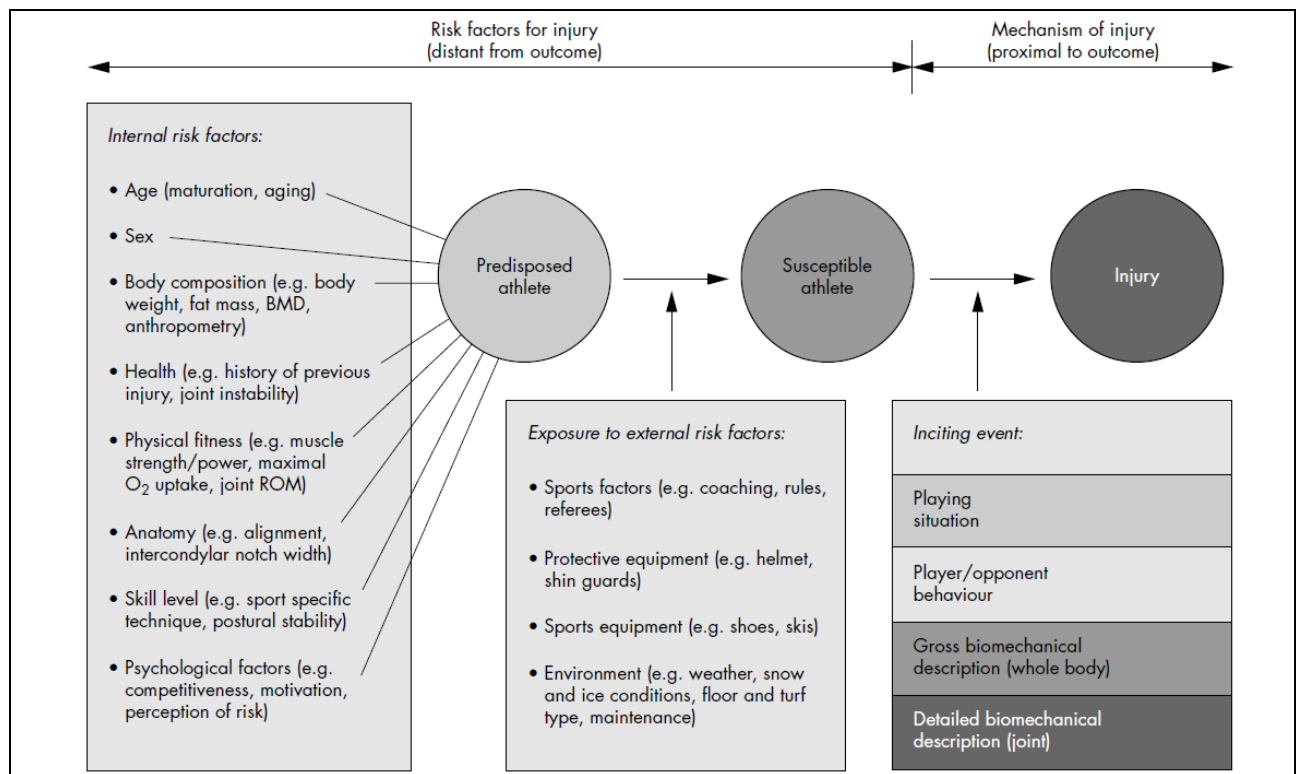 Risk factors for injury
(distant from outcome)
Mechanism of injury
(proximal to outcome)
Internal risk factors:
• Age (maturation, aging)
• Sex
• Body composition (e.g. body
weight, fat mass, BMD,
anthropometry)
• Health (e.g. history of previous
injury, joint instability)
• Physical fitness (e.g. muscle
strength/power, maximal
O2 uptake, joint ROM)
• Anatomy (e.g. alignment,
intercondylar notch width)
• Skill level (e.g. sport specific
technique, postural stability)
• Psychological factors (e.g.
competitiveness, motivation,
perception of risk)
Predisposed
athlete
Susceptible
athlete
Injury
Exposure to external risk factors:
• Sports factors (e.g. coaching, rules,
referees)
• Protective equipment (e.g. helmet,
shin guards)
• Sports equipment (e.g. shoes, skis)
• Environment (e.g. weather, snow
and ice conditions, floor and turf
type, maintenance)
Inciting event:
Playing
situation
Player/opponent
behaviour
Gross biomechanical
description (whole body)
Detailed biomechanical
description (joint)